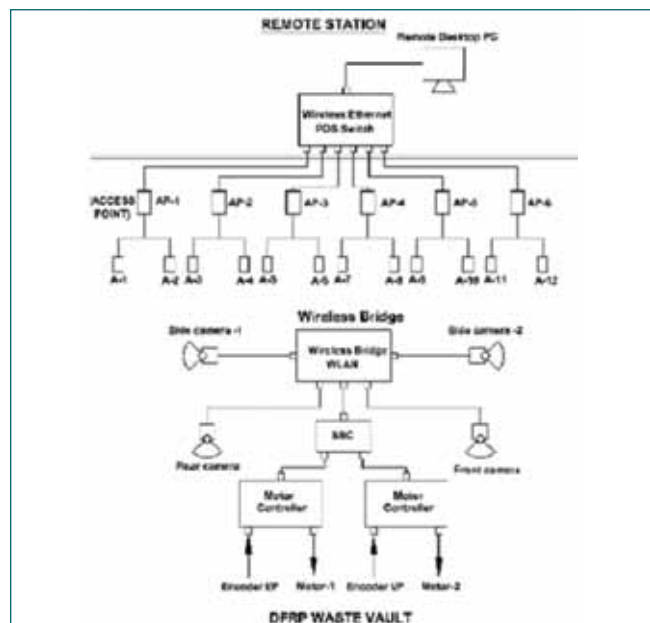 REMOTE STATION
Remote Desktop PC
Wireless Ethernet
POS Switch
(ACCESS
POINT)
AP-1
AP-2
AP-3
AP-4
AP-5
AP-6
A-1
A-2
A-3
A-4
A-5
A-6
A-7
A-8
A-9
A-10
A-11
A-12
Wireless Bridge
Side camera -1
Side camera -2
Wireless Bridge
WLAN
SBC
Rear camera
Front camera
Motor
Controller
Motor
Controller
Encoder I/P
Motor-1
Encoder I/P
Motor-2
DFRP WASTE VAULT